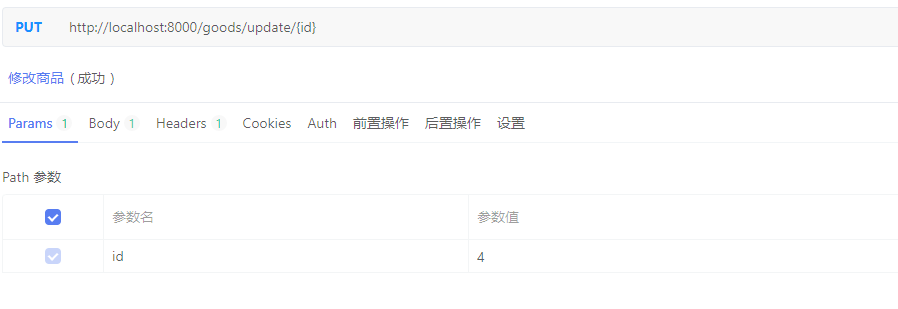 PUT http://localhost:8000/goods/update/{id}
修改商品 ( 成功 )
Params 1 Body 1 Headers 1 Cookies Auth 前置操作 后置操作 设置
Path 参数
参数名 参数值
id 4